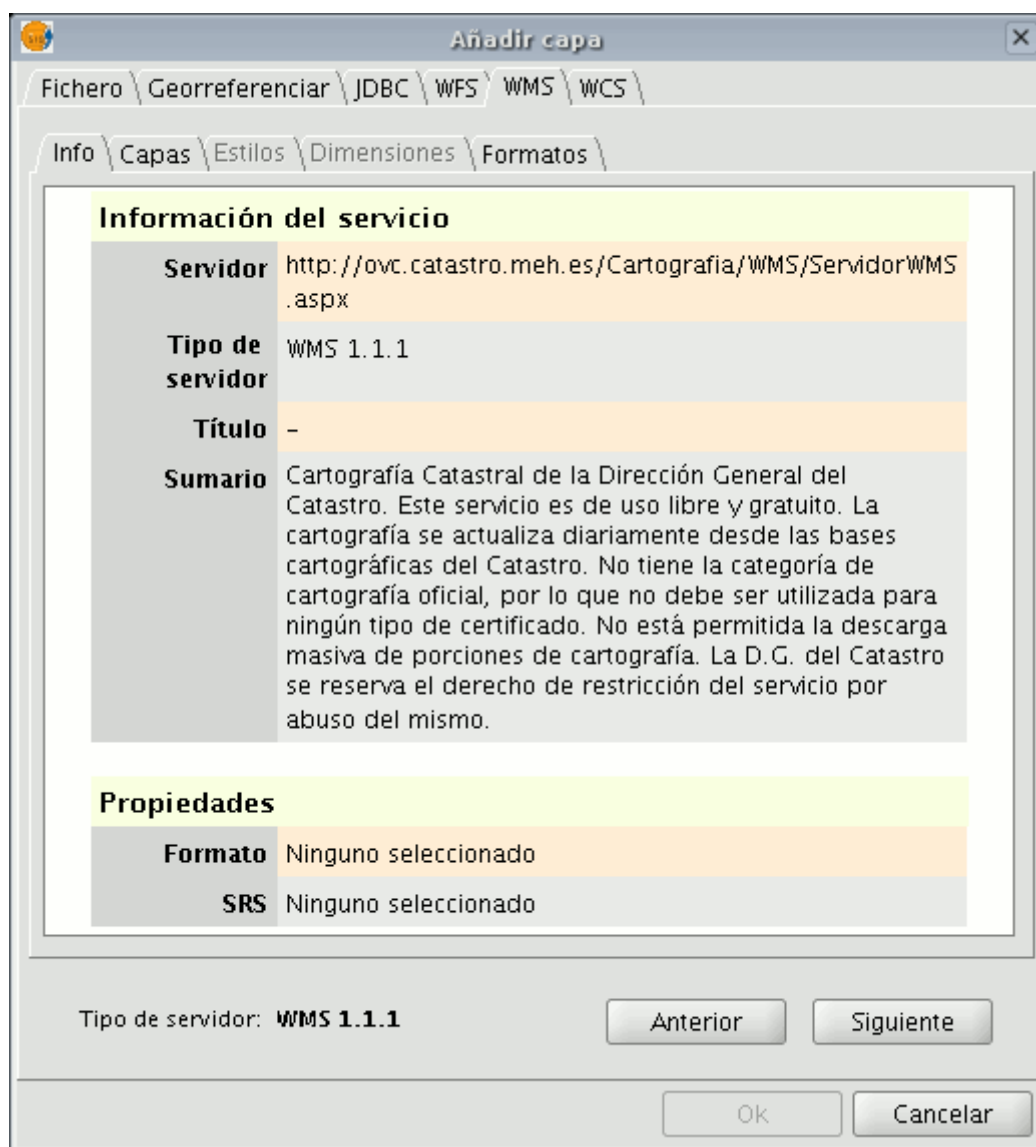 Añadir capa
Fichero Georreferenciar JDBC WFS WMS WCS
Info Capas Estilos Dimensiones Formatos
Información del servicio
Servidor http://ovc.catastro.meh.es/Cartografia/WMS/ServidorWMS
.aspx
Tipo de servidor WMS 1.1.1
Título –
Sumario Cartografía Catastral de la Dirección General del
Catastro. Este servicio es de uso libre y gratuito. La
cartografía se actualiza diariamente desde las bases
cartográficas del Catastro. No tiene la categoría de
cartografía oficial, por lo que no debe ser utilizada para
ningún tipo de certificado. No está permitida la descarga
masiva de porciones de cartografía. La D.G. del Catastro
se reserva el derecho de restricción del servicio por
abuso del mismo.
Propiedades
Formato Ninguno seleccionado
SRS Ninguno seleccionado
Tipo de servidor: WMS 1.1.1 Anterior Siguiente
Ok Cancelar